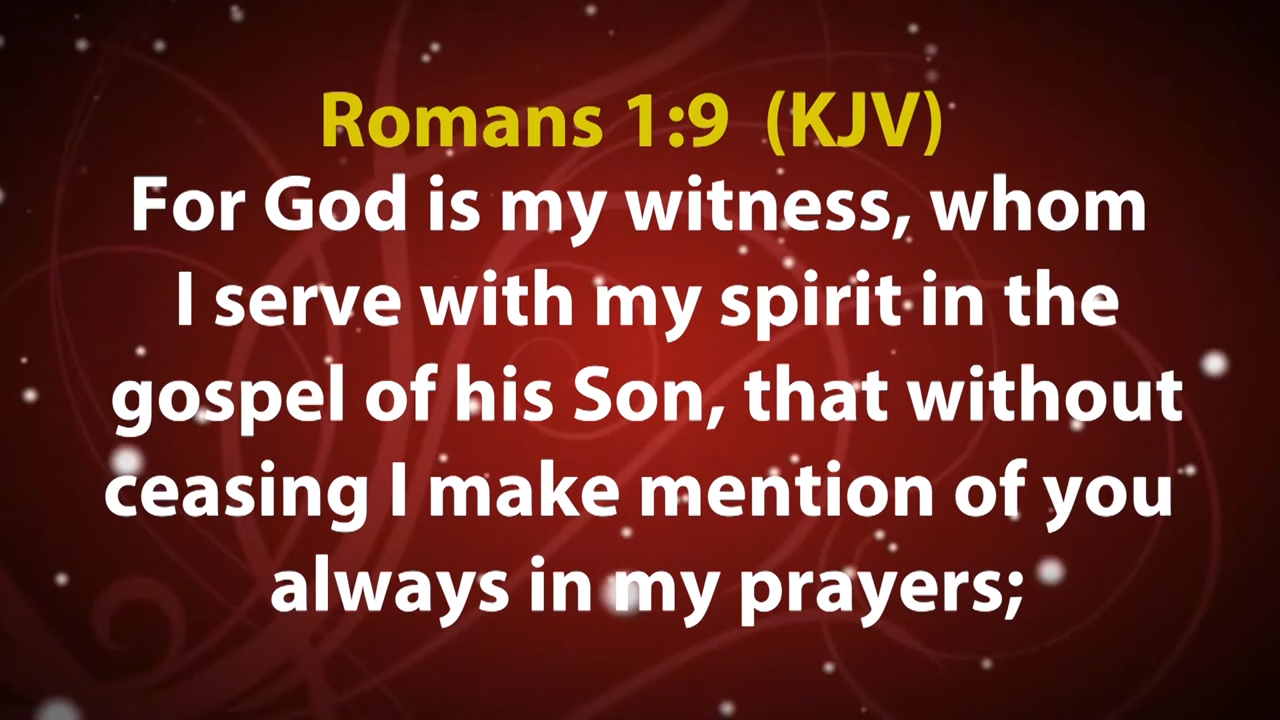 Romans 1:9 (KJV)
For God is my witness, whom
I serve with my spirit in the
gospel of his Son, that without
ceasing I make mention of you
always in my prayers;